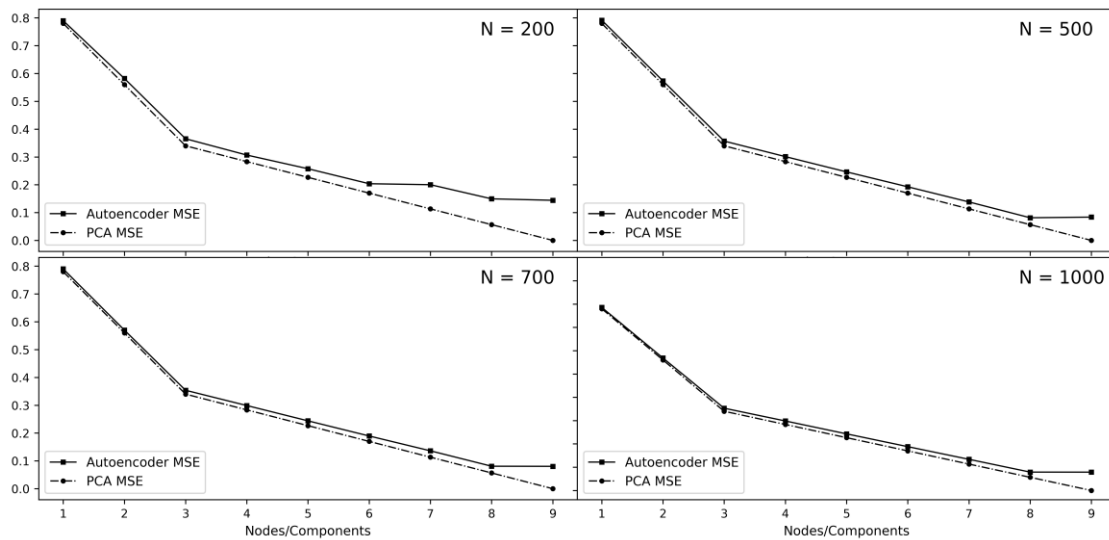 0.8
0.7
0.6
0.5
0.4
0.3
0.2
0.1
0.0
N = 200
Autoencoder MSE
PCA MSE
N = 500
Autoencoder MSE
PCA MSE
0.8
0.7
0.6
0.5
0.4
0.3
0.2
0.1
0.0
N = 700
Autoencoder MSE
PCA MSE
1 2 3 4 5 6 7 8 9
Nodes/Components
N = 1000
Autoencoder MSE
PCA MSE
1 2 3 4 5 6 7 8 9
Nodes/Components